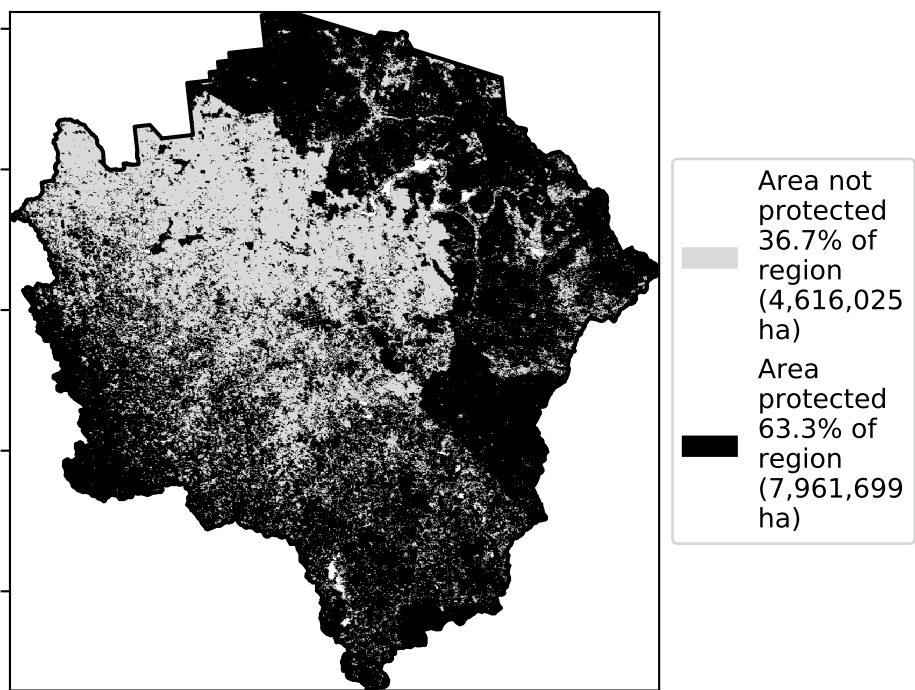 Area not
protected
36.7% of
region
(4,616,025
ha)
Area
protected
63.3% of
region
(7,961,699
ha)